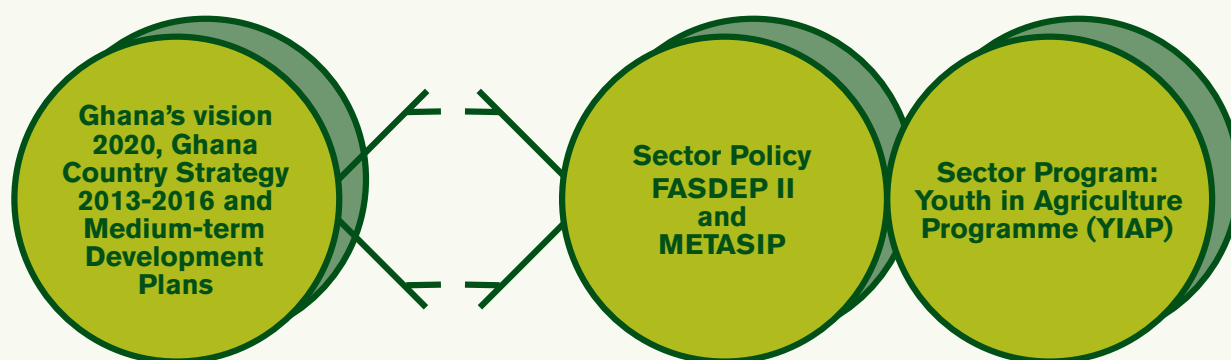 Ghana’s vision
2020, Ghana
Country Strategy
2013-2016 and
Medium-term
Development
Plans
Sector Policy
FASDEP II
and
METASIP
Sector Program:
Youth in Agriculture
Programme (YIAP)